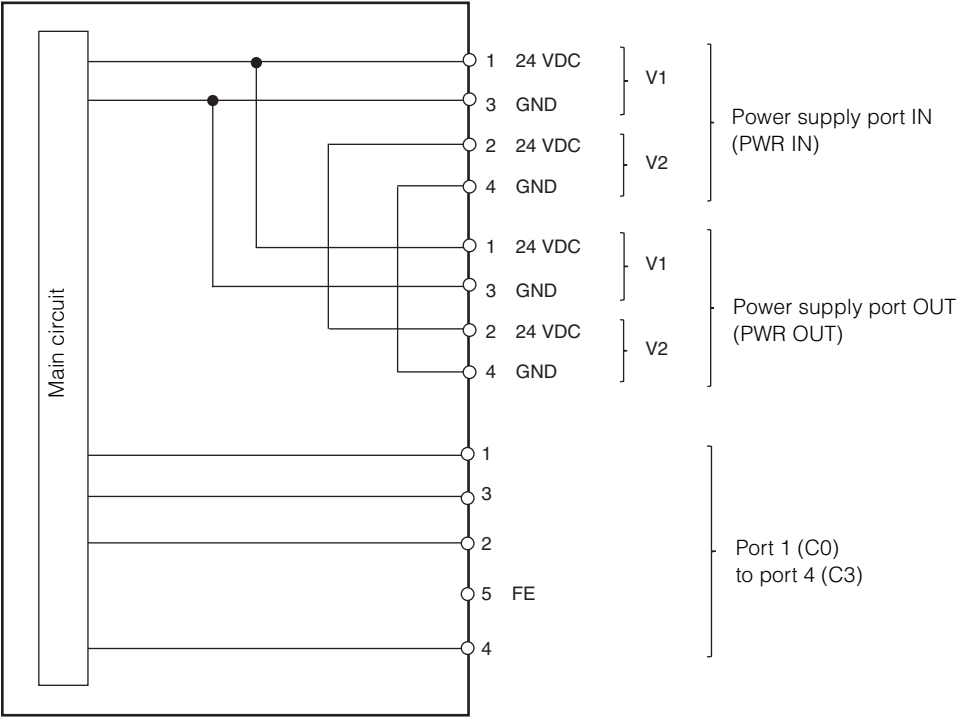 Main circuit
1 24 VDC
3 GND
V1
2 24 VDC
4 GND
V2
Power supply port IN
(PWR IN)
1 24 VDC
3 GND
V1
2 24 VDC
4 GND
V2
Power supply port OUT
(PWR OUT)
1
3
2
5 FE
4
Port 1 (C0)
to port 4 (C3)